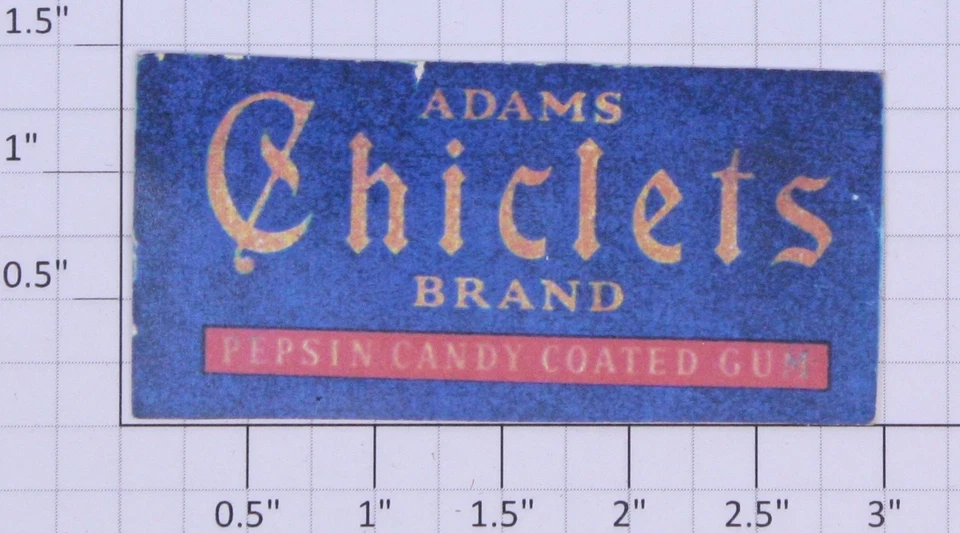 1.5"
ADAMS
1"
Chiclets
0.5"
BRAND
PEPSIN CANDY COATED GUM
0.5" 1" 1.5" 2" 2.5" 3"